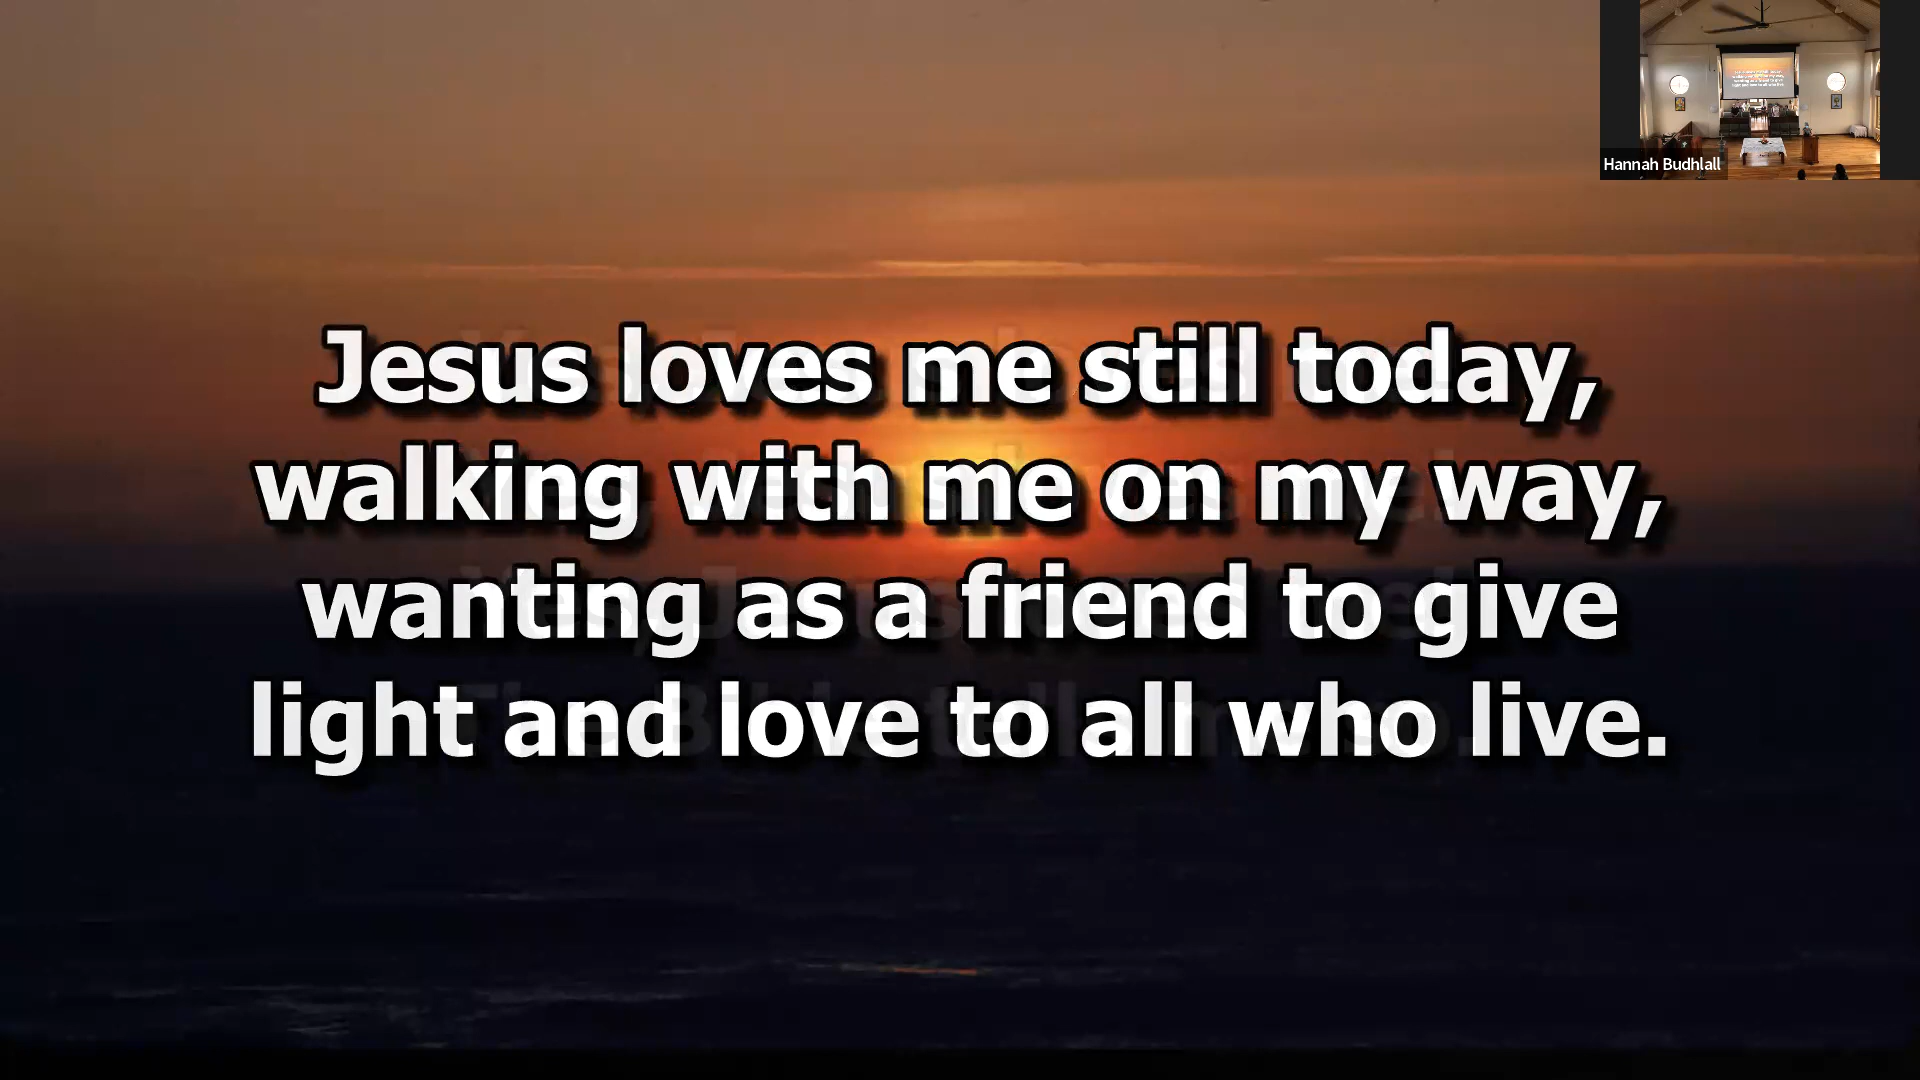 Hannah Budhlall
Jesus loves me still today,
walking with me on my way,
wanting as a friend to give
light and love to all who live.